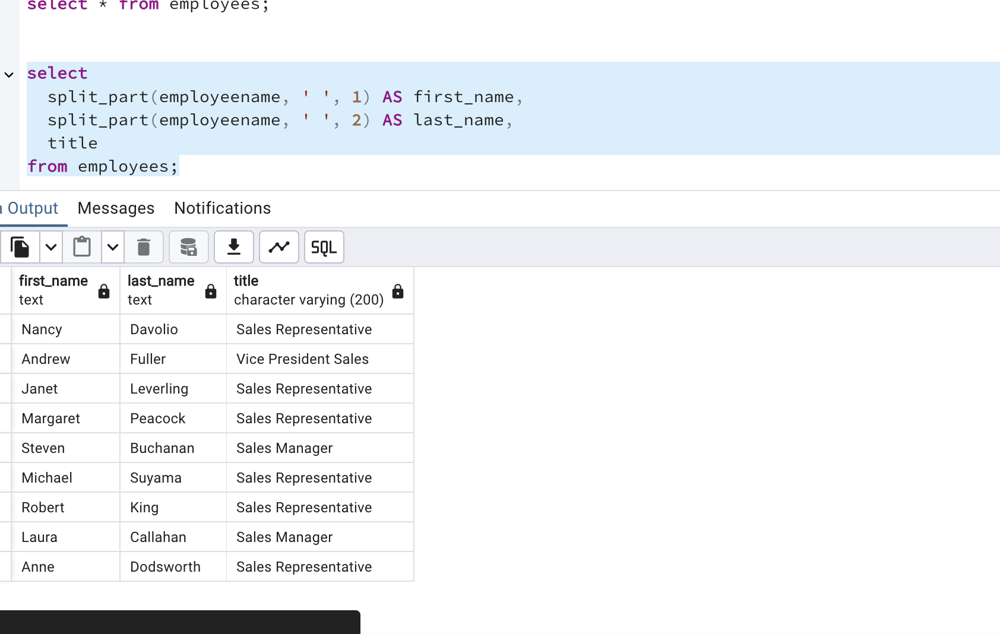 select * from employees;
select
split_part(employeename, ' ', 1) AS first_name,
split_part(employeename, ' ', 2) AS last_name,
title
from employees;
a Output Messages Notifications
SQL
first_name last_name title
text text character varying (200)
Nancy Davolio Sales Representative
Andrew Fuller Vice President Sales
Janet Leverling Sales Representative
Margaret Peacock Sales Representative
Steven Buchanan Sales Manager
Michael Suyama Sales Representative
Robert King Sales Representative
Laura Callahan Sales Manager
Anne Dodsworth Sales Representative